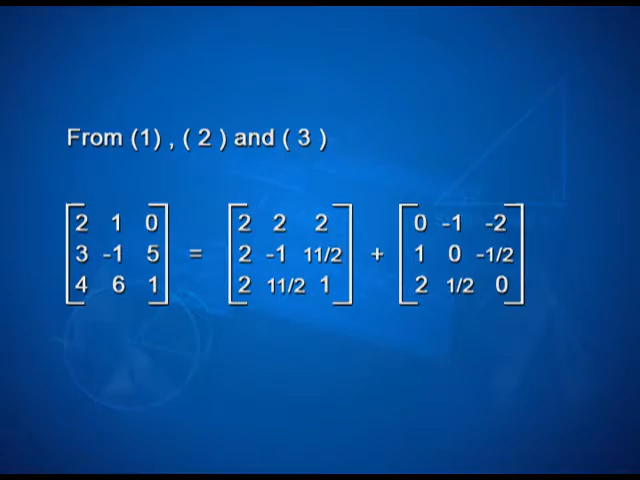 From (1) , ( 2 ) and ( 3 )
[2 1 0] [2 2 2] [0 -1 -2]
[3 -1 5] = [2 -1 11/2] + [1 0 -1/2]
[4 6 1] [2 11/2 1] [2 1/2 0]